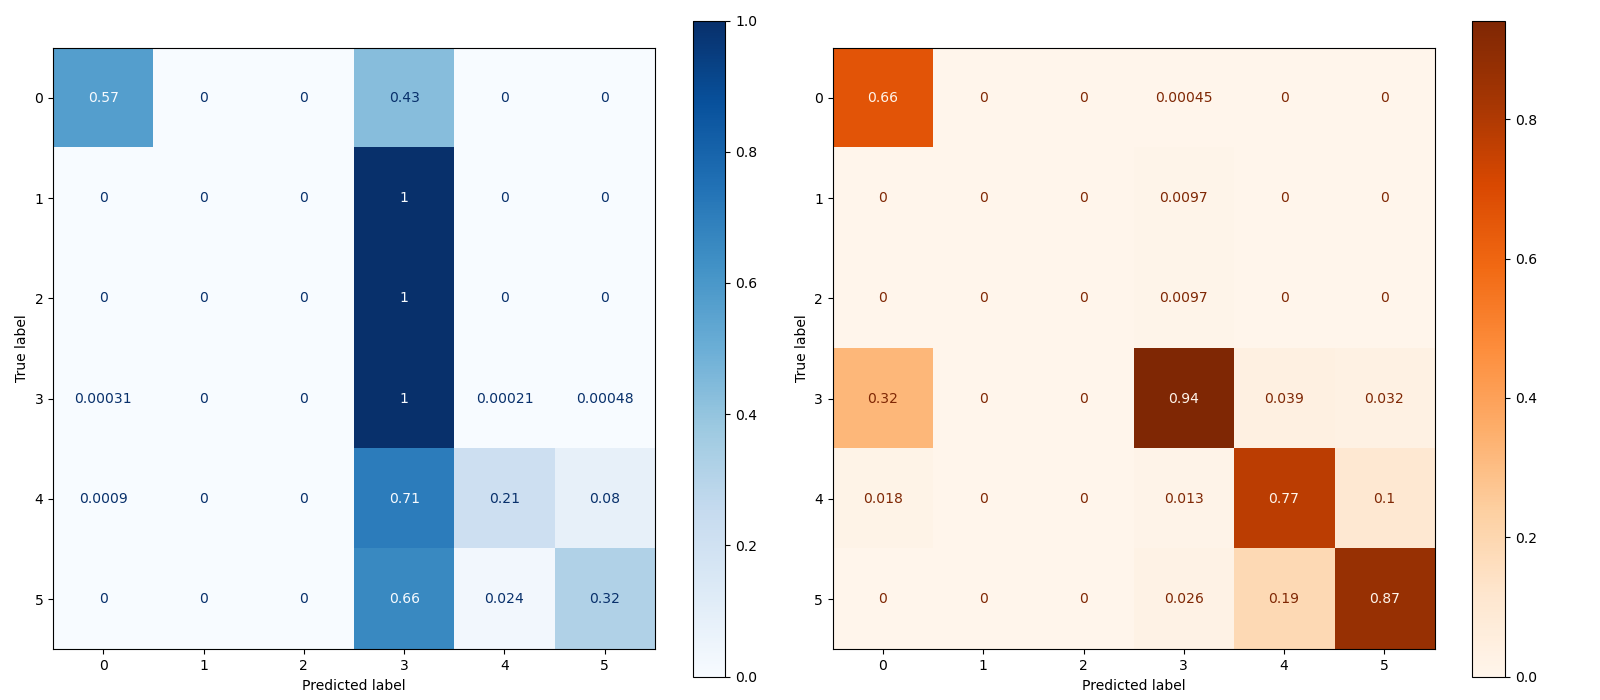 1.0
0 0.57 0 0 0.43 0 0
0.8
1 0 0 0 1 0 0
2 0 0 0 1 0 0
0.6
True label
3 0.00031 0 0 1 0.00021 0.00048
0.4
4 0.0009 0 0 0.71 0.21 0.08
0.2
5 0 0 0 0.66 0.024 0.32
0.0
0 1 2 3 4 5
Predicted label
0 0.66 0 0 0.00045 0 0
0.8
1 0 0 0 0.0097 0 0
0.6
2 0 0 0 0.0097 0 0
True label
3 0.32 0 0 0.94 0.039 0.032
0.4
4 0.018 0 0 0.013 0.77 0.1
0.2
5 0 0 0 0.026 0.19 0.87
0.0
0 1 2 3 4 5
Predicted label